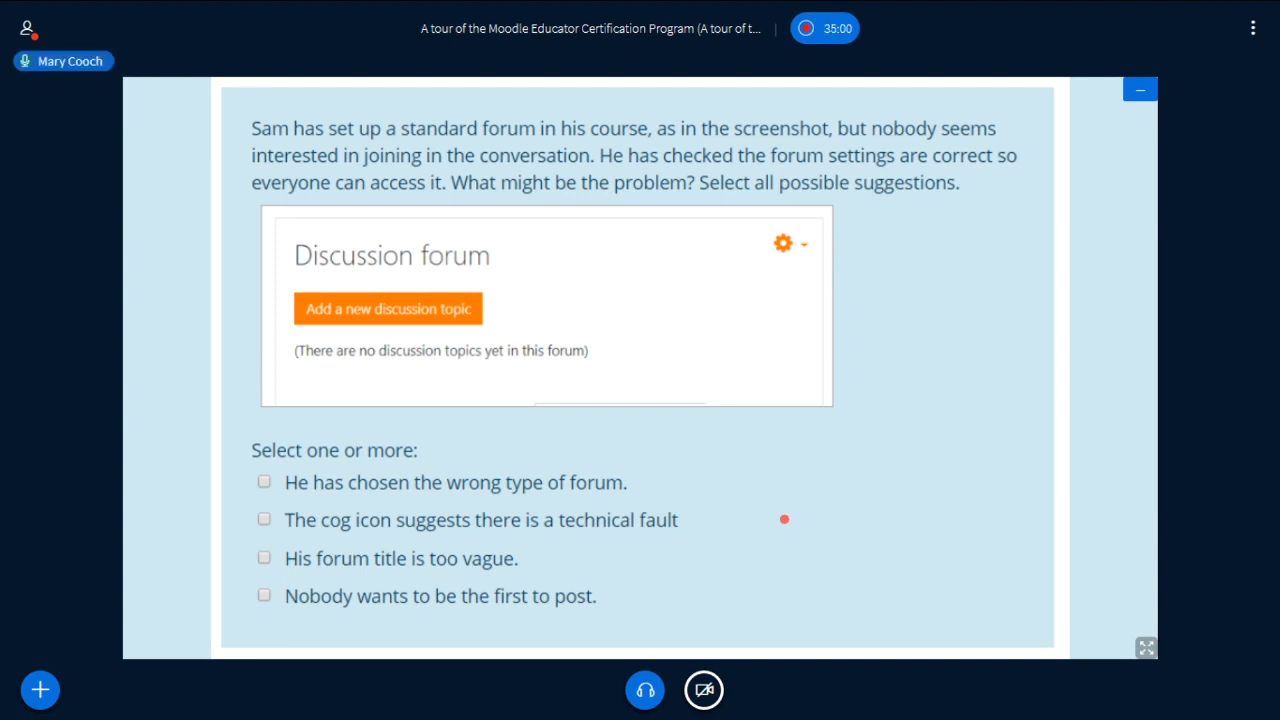 A tour of the Moodle Educator Certification Program (A tour of t...
35:00
Mary Cooch
Sam has set up a standard forum in his course, as in the screenshot, but nobody seems
interested in joining in the conversation. He has checked the forum settings are correct so
everyone can access it. What might be the problem? Select all possible suggestions.
Discussion forum
Add a new discussion topic
(There are no discussion topics yet in this forum)
Select one or more:
He has chosen the wrong type of forum.
The cog icon suggests there is a technical fault
His forum title is too vague.
Nobody wants to be the first to post.